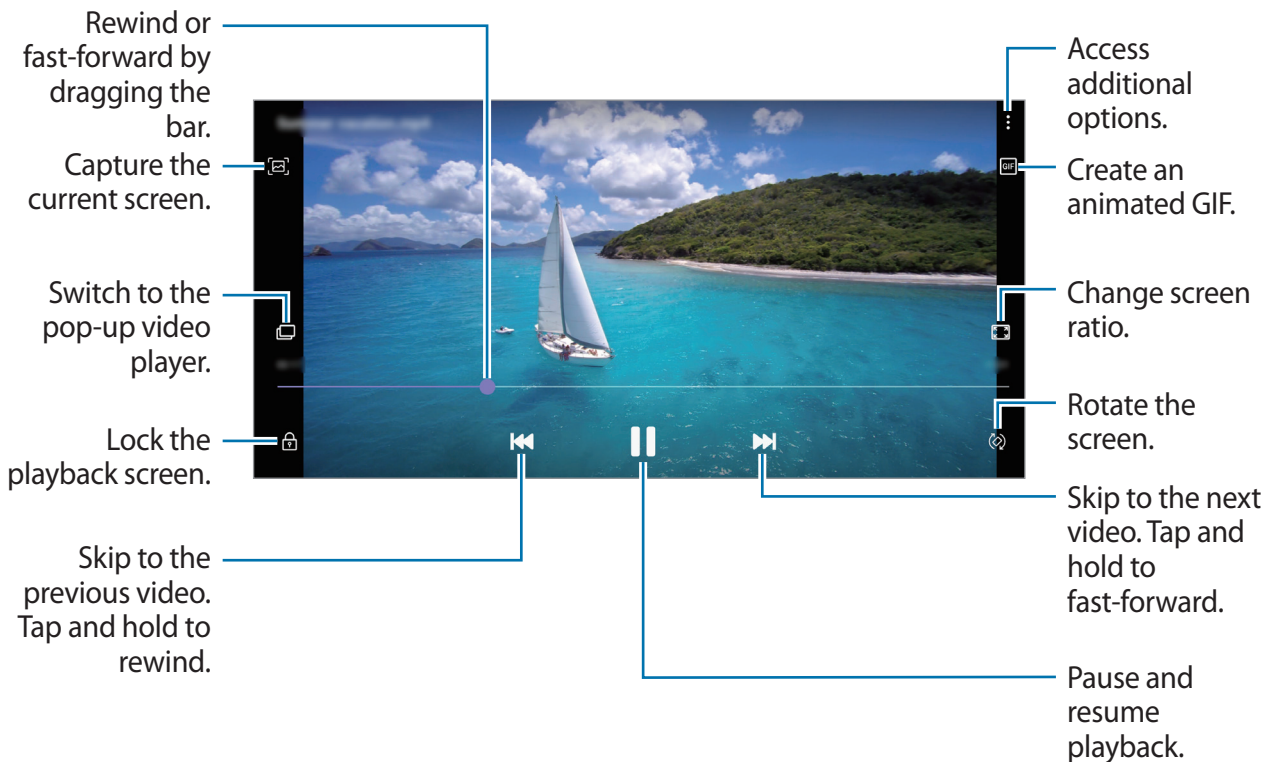 Rewind or
fast-forward by
dragging the
bar.
Capture the
current screen.
Switch to the
pop-up video
player.
Lock the
playback screen.
Skip to the
previous video.
Tap and hold to
rewind.
Access
additional
options.
GIF
Create an
animated GIF.
Change screen
ratio.
Rotate the
screen.
Skip to the next
video. Tap and
hold to
fast-forward.
Pause and
resume
playback.